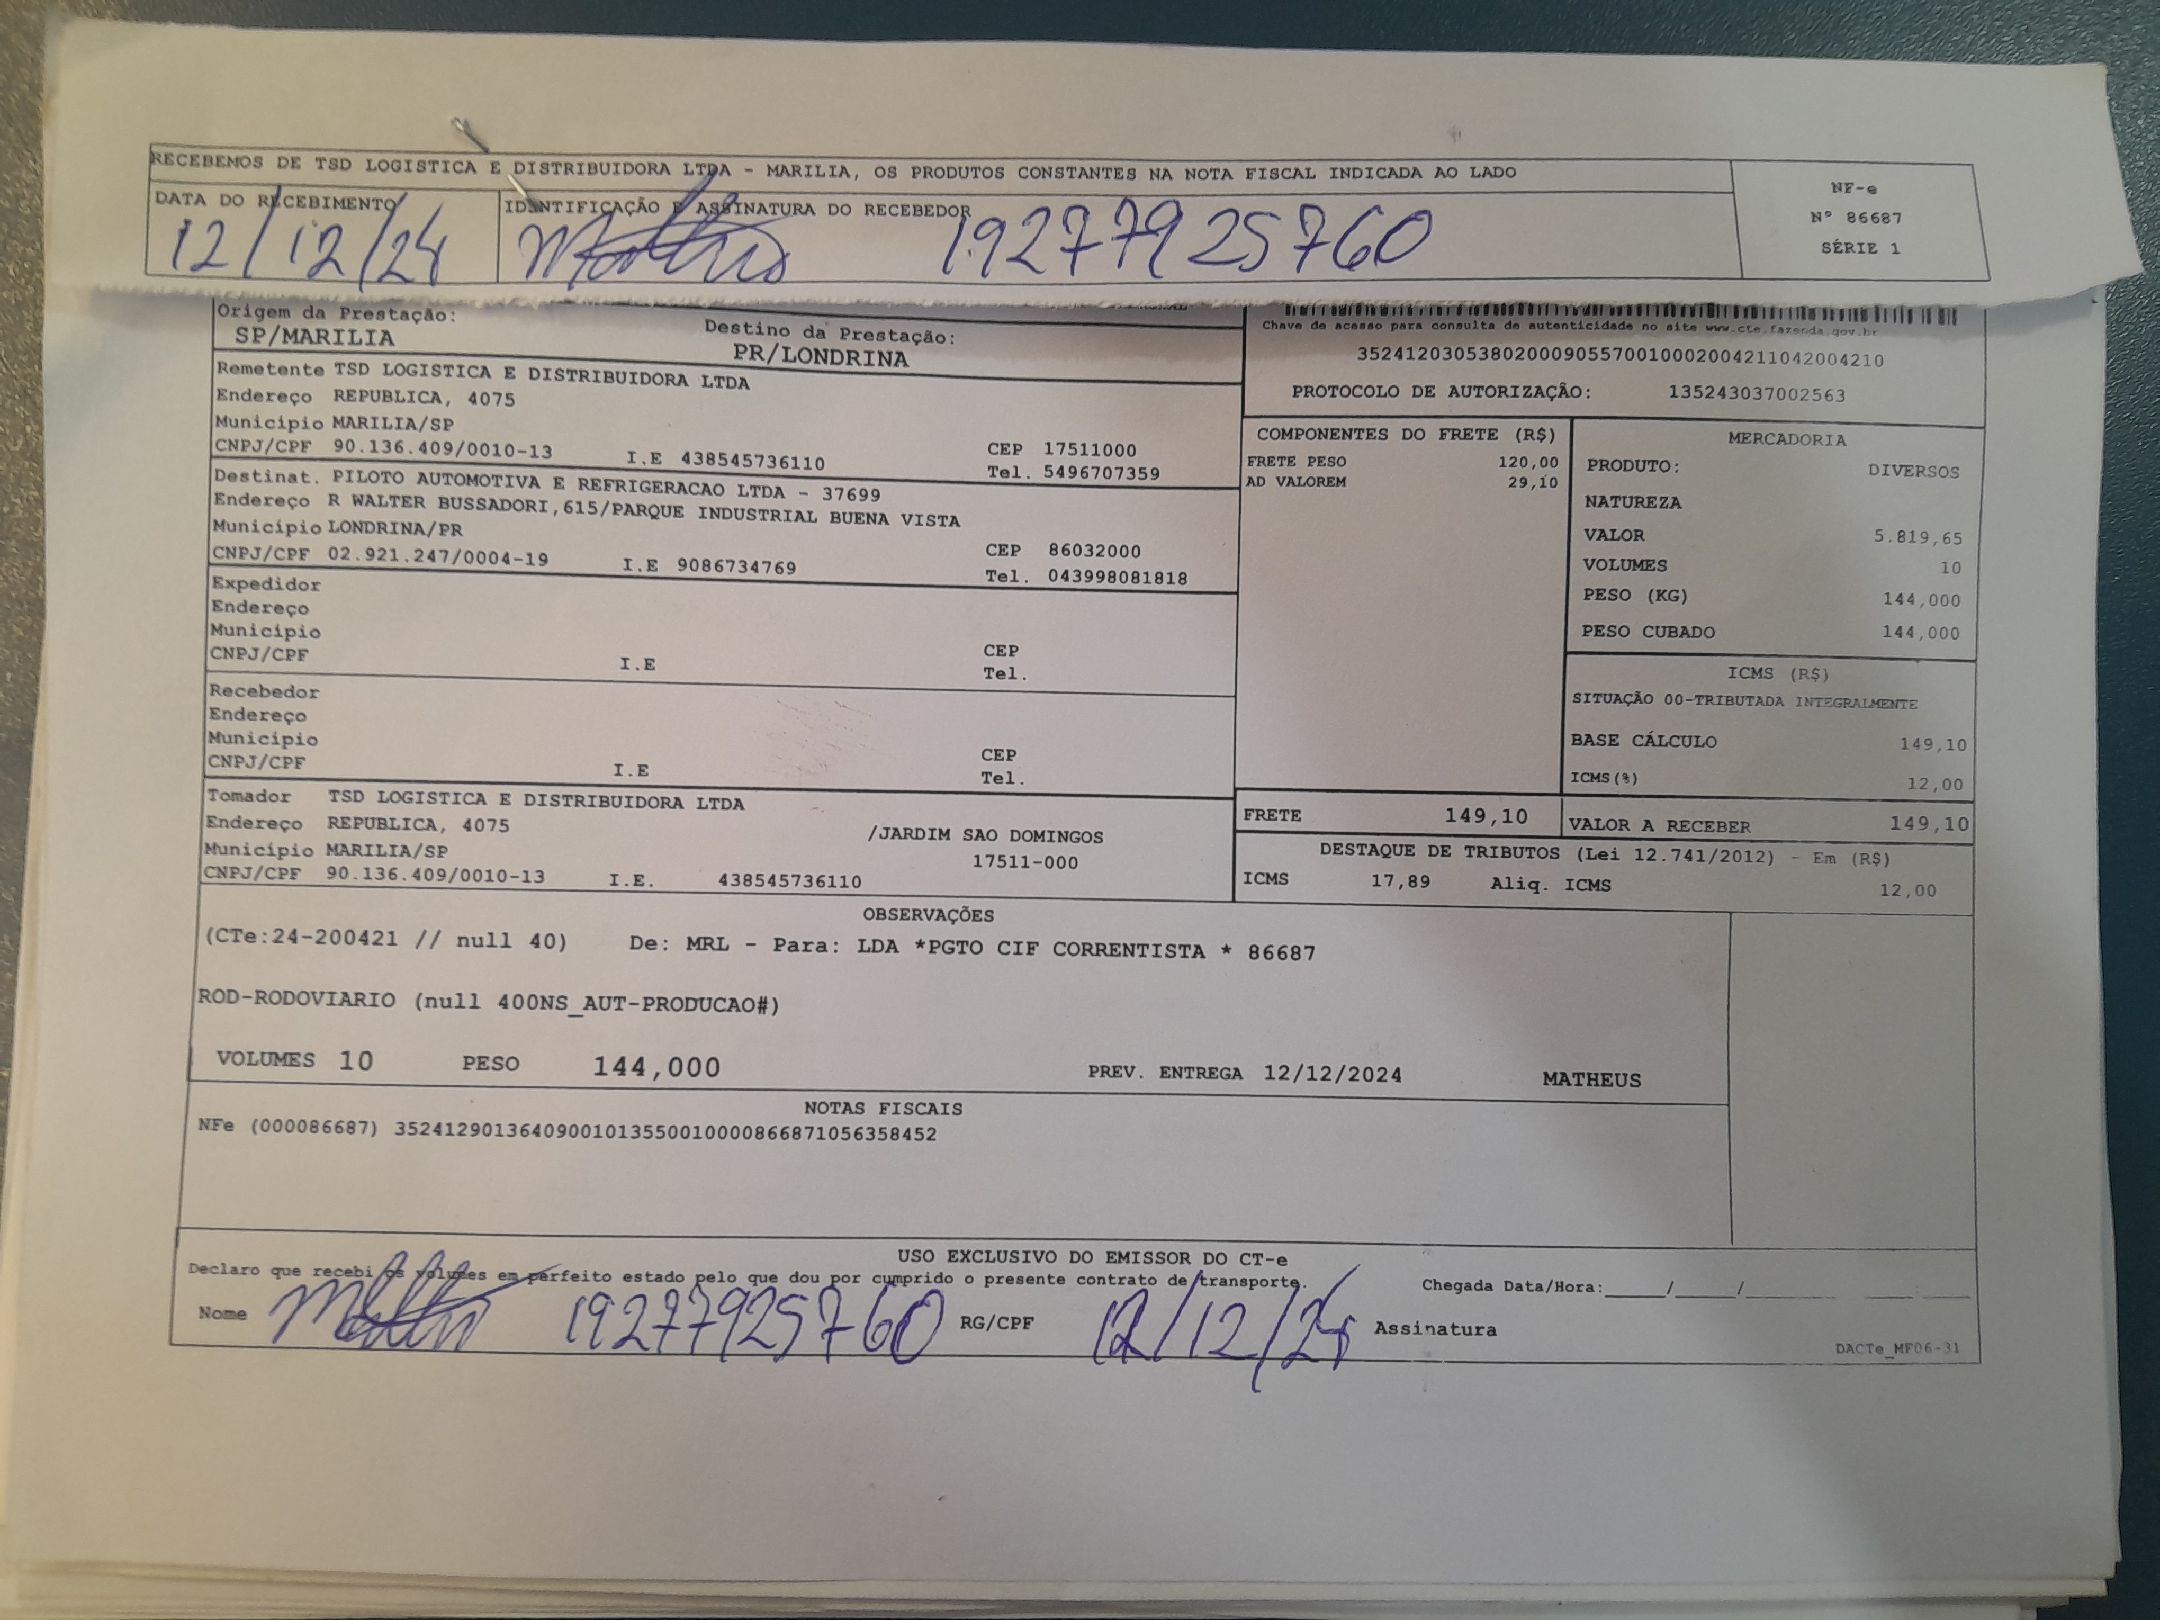 RECEBEMOS DE TSD LOGISTICA E DISTRIBUIDORA LTDA - MARILIA, OS PRODUTOS CONSTANTES NA NOTA FISCAL INDICADA AO LADO
DATA DO RECEBIMENTO
12/12/24
IDENTIFICAÇÃO E ASSINATURA DO RECEBEDOR
19277925760
NF-e
Nº 86687
SÉRIE 1
Origem da Prestação:
SP/MARILIA
Destino da Prestação:
PR/LONDRINA
Remetente TSD LOGISTICA E DISTRIBUIDORA LTDA
Endereço REPUBLICA, 4075
Município MARILIA/SP
CNPJ/CPF 90.136.409/0010-13 I.E 438545736110
CEP 17511000
Tel. 5496707359
Destinat. PILOTO AUTOMOTIVA E REFRIGERACAO LTDA - 37699
Endereço R WALTER BUSSADORI,615/PARQUE INDUSTRIAL BUENA VISTA
Município LONDRINA/PR
CNPJ/CPF 02.921.247/0004-19 I.E 9086734769
CEP 86032000
Tel. 043998081818
Expedidor
Endereço
Município
CNPJ/CPF I.E
CEP
Tel.
Recebedor
Endereço
Município
CNPJ/CPF I.E
CEP
Tel.
Tomador TSD LOGISTICA E DISTRIBUIDORA LTDA
Endereço REPUBLICA, 4075 /JARDIM SAO DOMINGOS
Município MARILIA/SP 17511-000
CNPJ/CPF 90.136.409/0010-13 I.E. 438545736110
Chave de acesso para consulta de autenticidade no site www.cte.fazenda.gov.br
35241203053802000905570010002004211042004210
PROTOCOLO DE AUTORIZAÇÃO: 135243037002563
COMPONENTES DO FRETE (R$)
FRETE PESO 120,00
AD VALOREM 29,10
MERCADORIA
PRODUTO: DIVERSOS
NATUREZA
VALOR 5.819,65
VOLUMES 10
PESO (KG) 144,000
PESO CUBADO 144,000
ICMS (R$)
SITUAÇÃO 00-TRIBUTADA INTEGRALMENTE
BASE CÁLCULO 149,10
ICMS(%) 12,00
FRETE 149,10
VALOR A RECEBER 149,10
DESTAQUE DE TRIBUTOS (Lei 12.741/2012) - Em (R$)
ICMS 17,89 Aliq. ICMS 12,00
OBSERVAÇÕES
(CTe:24-200421 // null 40) De: MRL - Para: LDA *PGTO CIF CORRENTISTA * 86687
ROD-RODOVIARIO (null 400NS_AUT-PRODUCAO#)
VOLUMES 10 PESO 144,000 PREV. ENTREGA 12/12/2024 MATHEUS
NOTAS FISCAIS
NFe (000086687) 35241290136409001013550010000866871056358452
USO EXCLUSIVO DO EMISSOR DO CT-e
Declaro que recebi os volumes em perfeito estado pelo que dou por cumprido o presente contrato de transporte.
Chegada Data/Hora:____/____/______ ____:____
Nome 19277925760 RG/CPF 12/12/24 Assinatura
DACTe_MF06-31